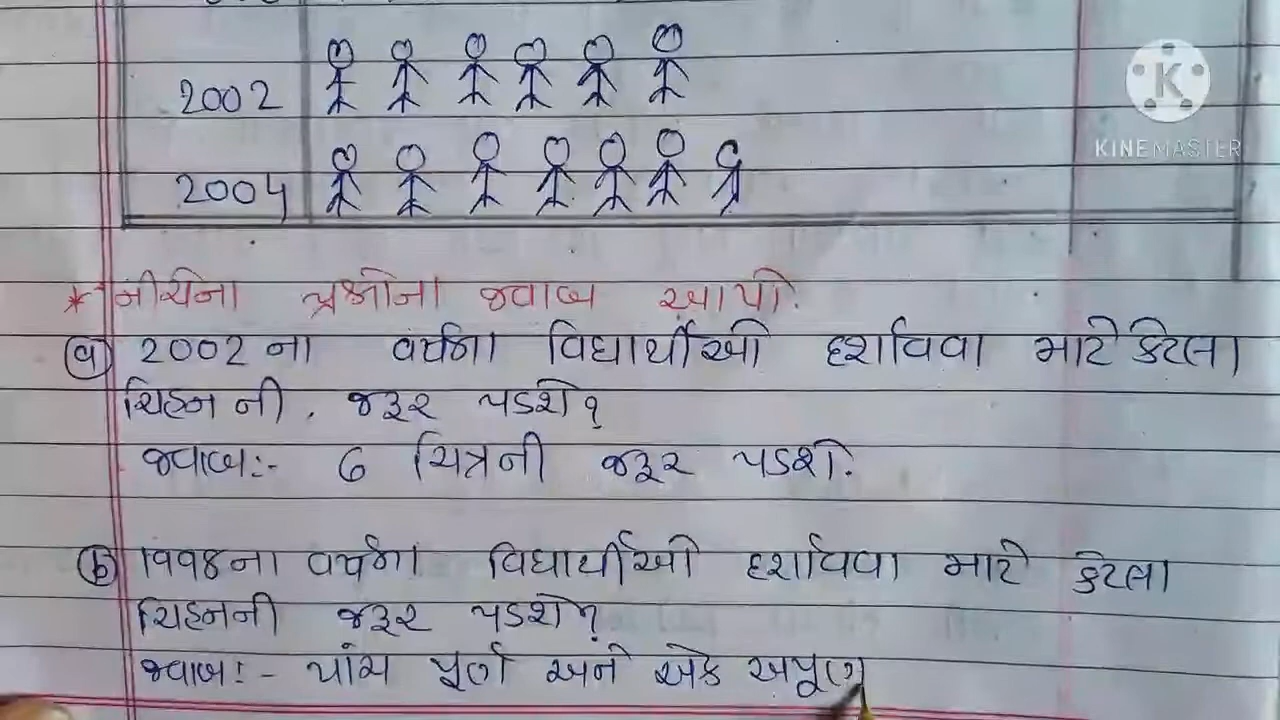 2002
2004
* નીચેના પ્રશ્નોના જવાબ આપો.
(a) 2002 ના વર્ષના વિદ્યાર્થીઓ દર્શાવવા માટે કેટલા
ચિહ્ન ની . જરૂર પડશે?
જવાબ:- 6 ચિત્રની જરૂર પડશે.
(b) ૧૯૯૪ના વર્ષના વિદ્યાર્થીઓ દર્શાવવા માટે કેટલા
ચિહ્નની જરૂર પડશે?
જવાબ:- પાંચ પૂર્ણ અને એક અપૂર્ણ
K
KINEMASTER